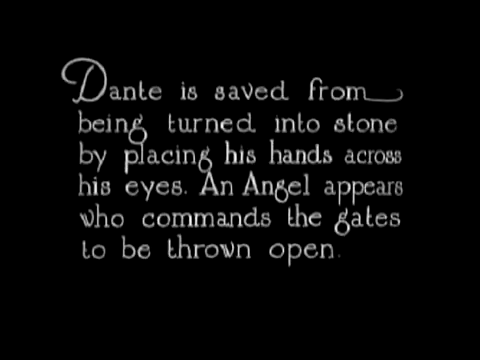 Dante is saved from
being turned into stone
by placing his hands across
his eyes. An Angel appears
who commands the gates
to be thrown open.